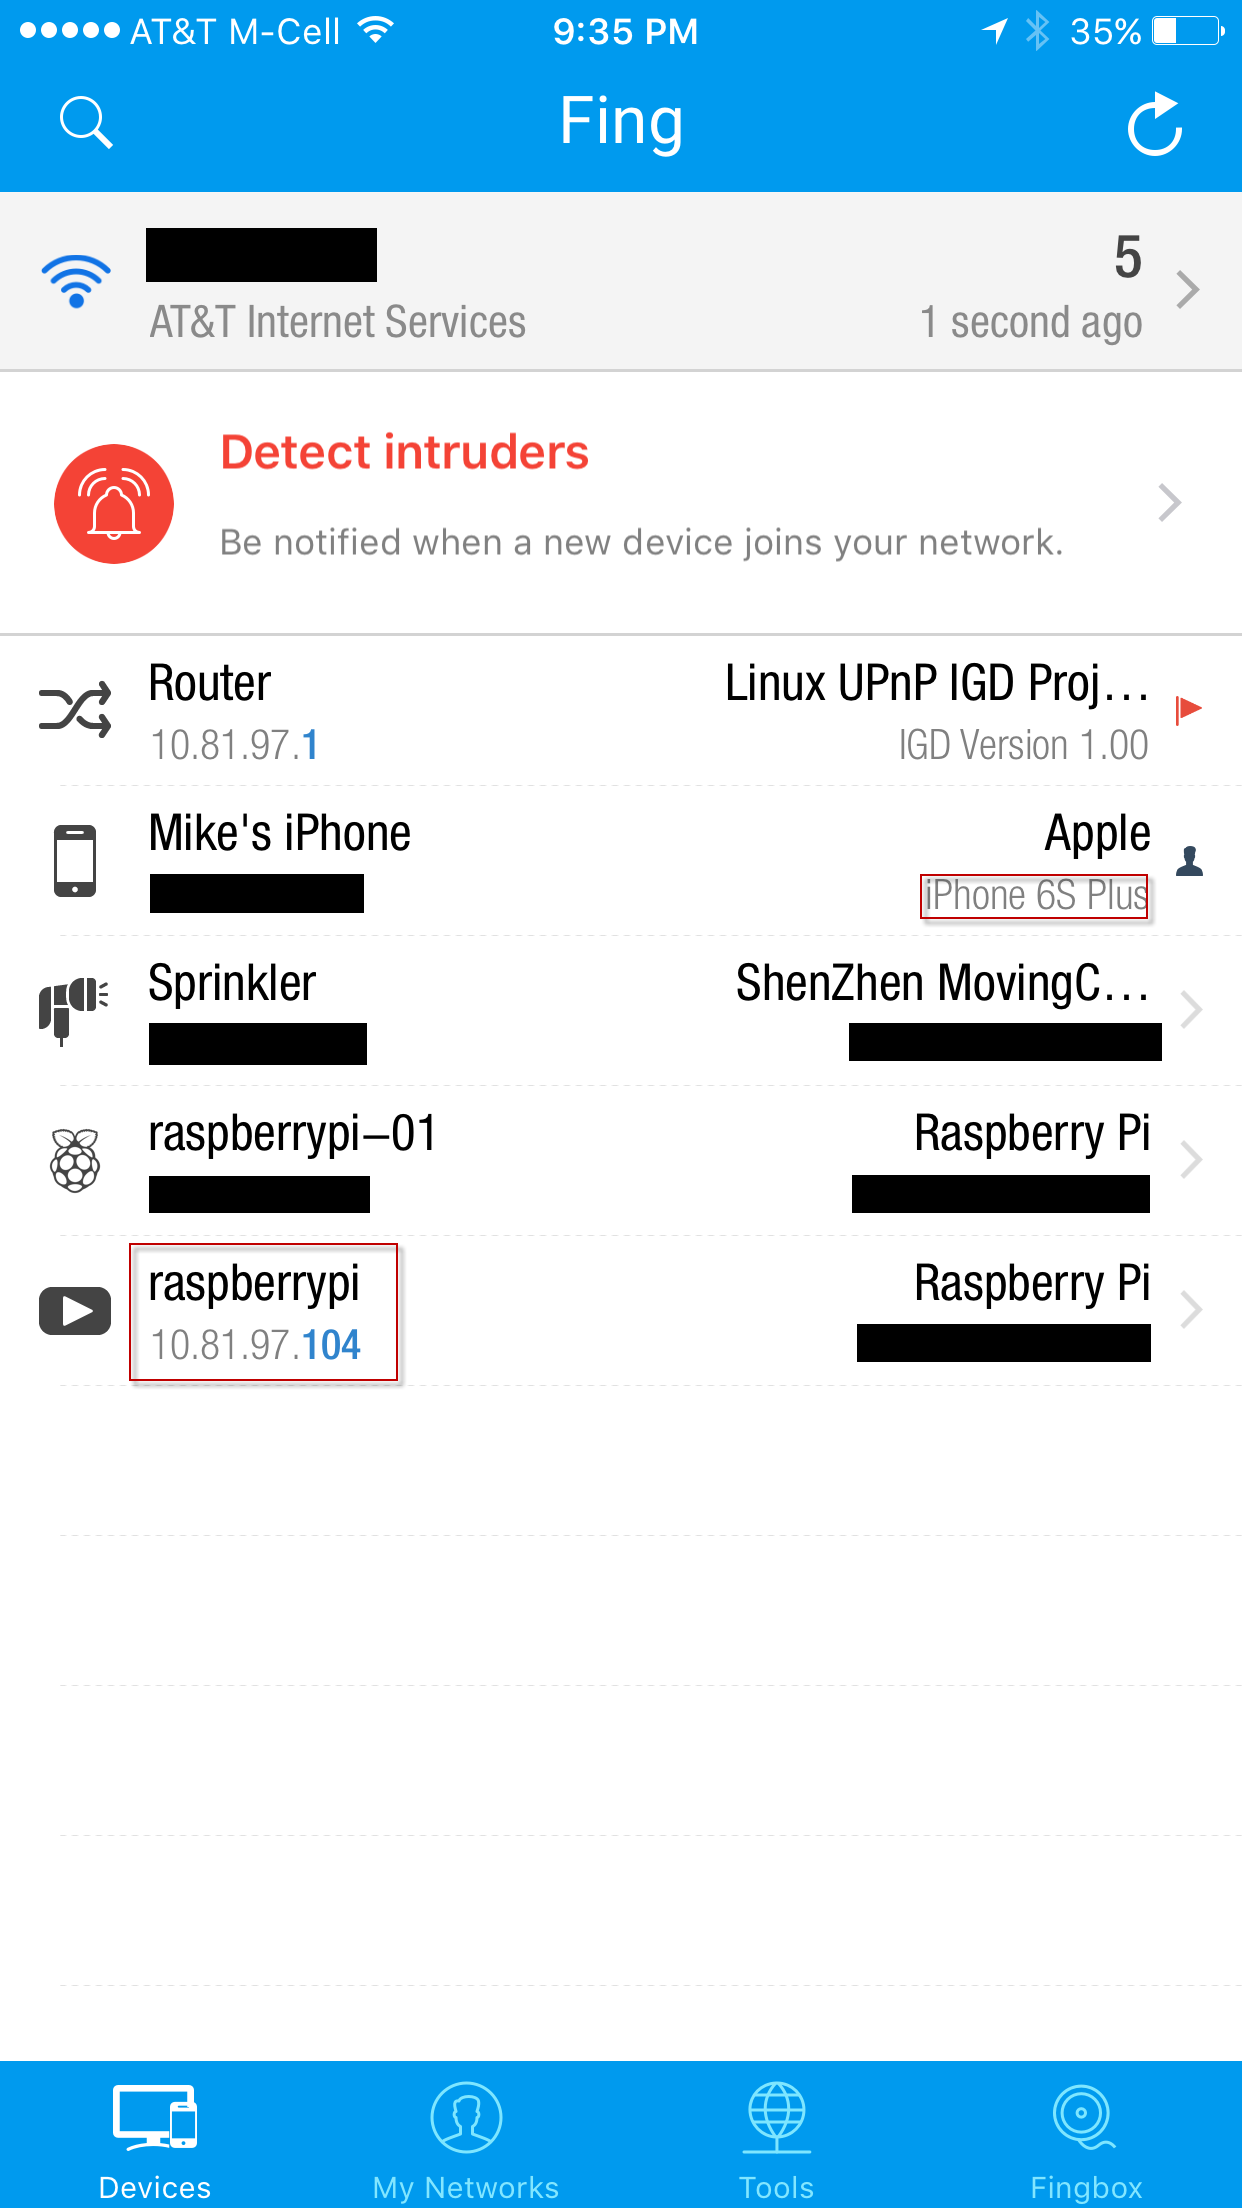 AT&T M-Cell 9:35 PM 35%
Fing
5
AT&T Internet Services 1 second ago
Detect intruders
Be notified when a new device joins your network.
Router Linux UPnP IGD Proj...
10.81.97.1 IGD Version 1.00
Mike's iPhone Apple
iPhone 6S Plus
Sprinkler ShenZhen MovingC...
raspberrypi-01 Raspberry Pi
raspberrypi Raspberry Pi
10.81.97.104
Devices My Networks Tools Fingbox